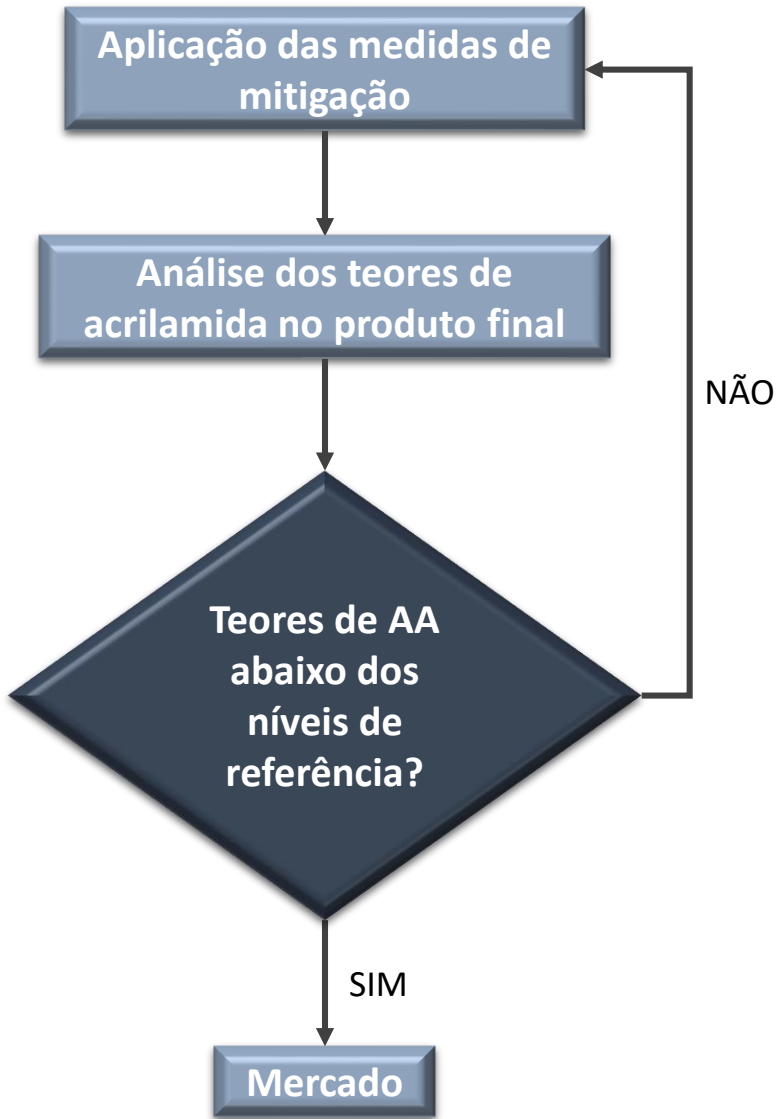 Aplicação das medidas de
mitigação
Análise dos teores de
acrilamida no produto final
NÃO
Teores de AA
abaixo dos
níveis de
referência?
SIM
Mercado